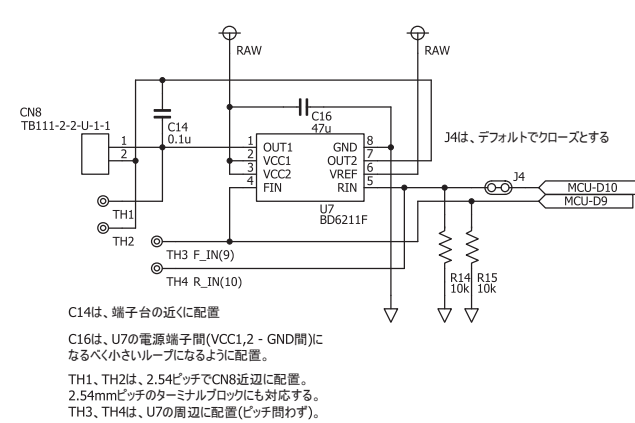 RAW
RAW
CN8
TB111-2-2-U-1-1
1
2
C14
0.1u
C16
47u
J4は、デフォルトでクローズとする
1 OUT1 GND 8
2 VCC1 OUT2 7
3 VCC2 VREF 6
4 FIN RIN 5
U7
BD6211F
J4
MCU-D10
MCU-D9
TH1
TH2
TH3 F_IN(9)
TH4 R_IN(10)
R14 R15
10k 10k
C14は、端子台の近くに配置
C16は、U7の電源端子間(VCC1,2 - GND間)に
なるべく小さいループになるように配置。
TH1、TH2は、2.54ピッチでCN8近辺に配置。
2.54mmピッチのターミナルブロックにも対応する。
TH3、TH4は、U7の周辺に配置(ピッチ問わず)。